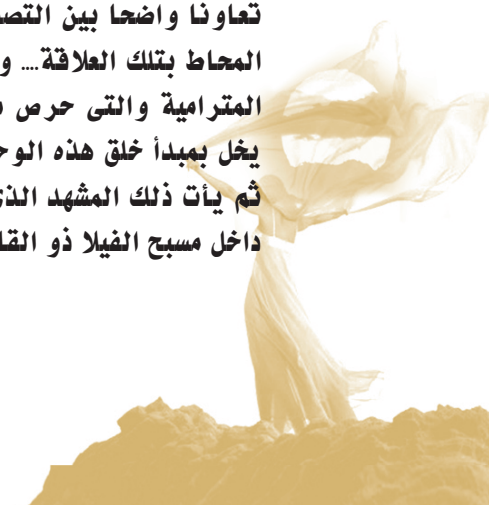 تعاونا واضحا بين التص
المحاط بتلك العلاقة.... و
المترامية والتى حرص
يخل بمبدأ خلق هذه الوح
ثم يأت ذلك المشهد الذ
داخل مسبح الفيلا ذو القا